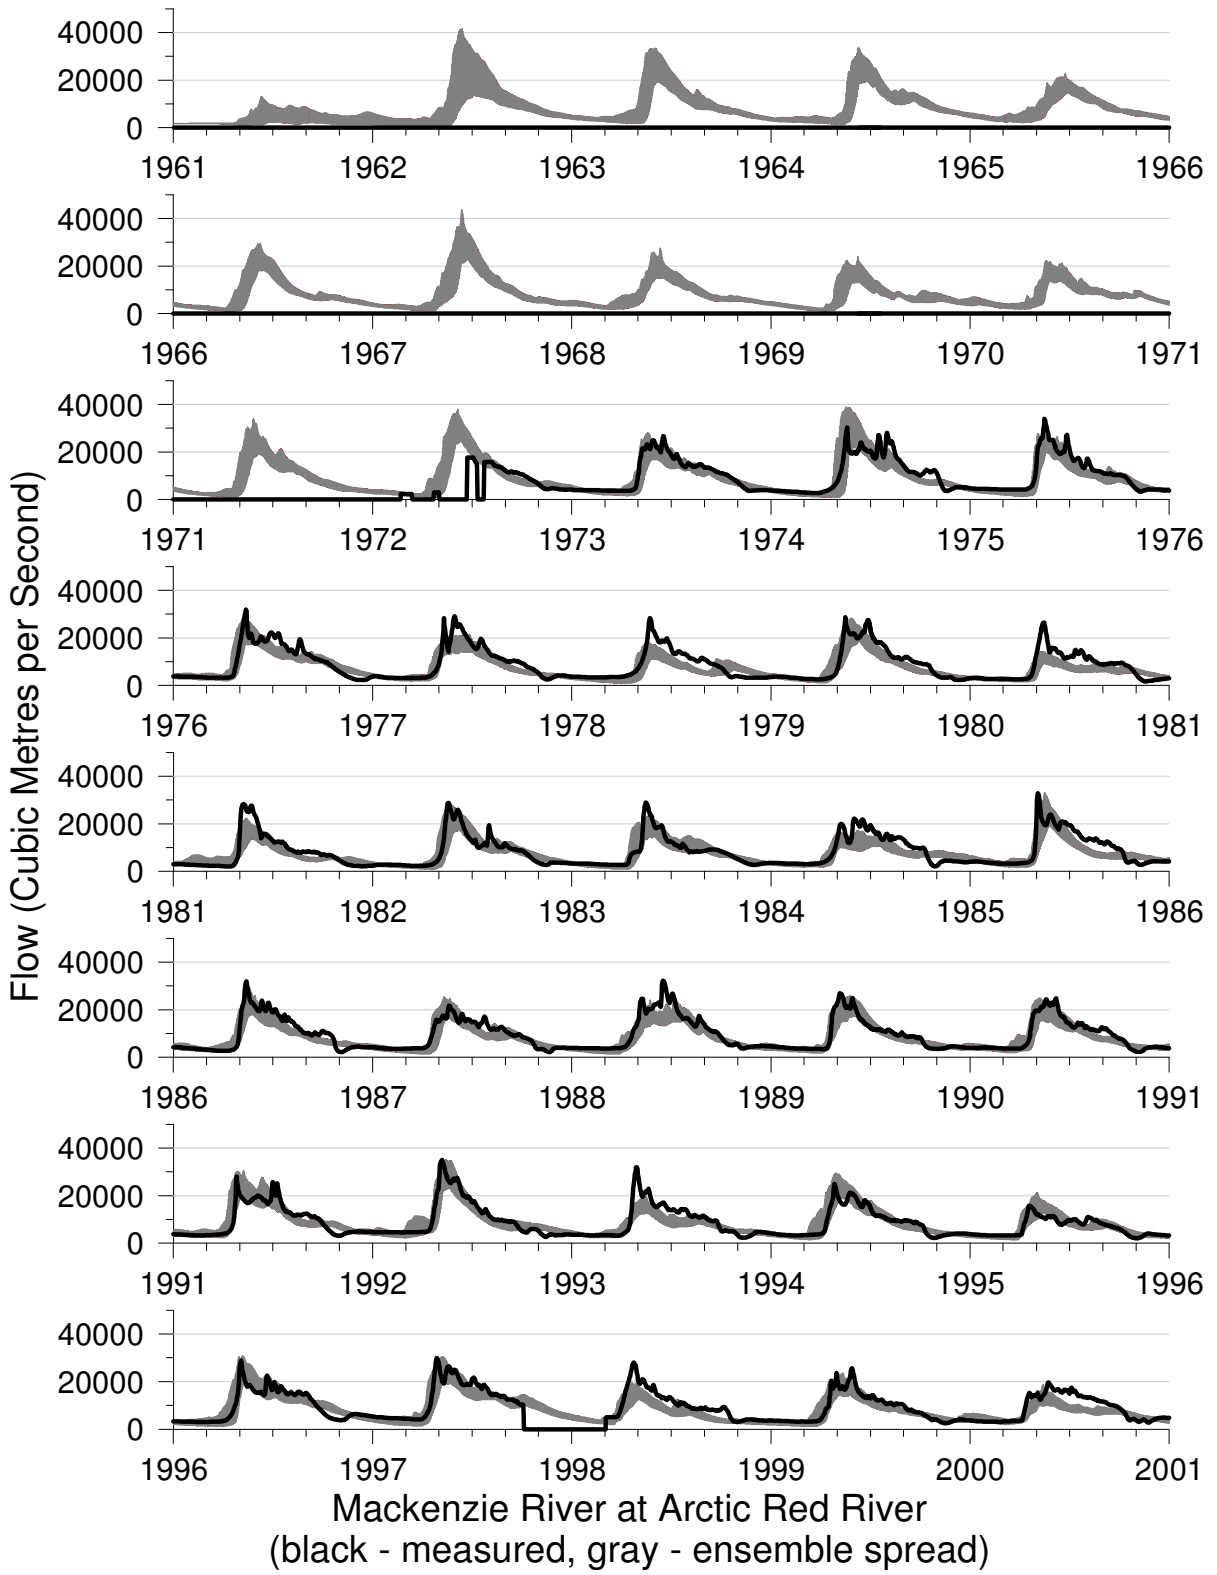 40000
20000
0
1961 1962 1963 1964 1965 1966
40000
20000
0
1966 1967 1968 1969 1970 1971
40000
20000
0
1971 1972 1973 1974 1975 1976
40000
20000
0
1976 1977 1978 1979 1980 1981
Flow (Cubic Metres per Second)
40000
20000
0
1981 1982 1983 1984 1985 1986
40000
20000
0
1986 1987 1988 1989 1990 1991
40000
20000
0
1991 1992 1993 1994 1995 1996
40000
20000
0
1996 1997 1998 1999 2000 2001
Mackenzie River at Arctic Red River
(black - measured, gray - ensemble spread)